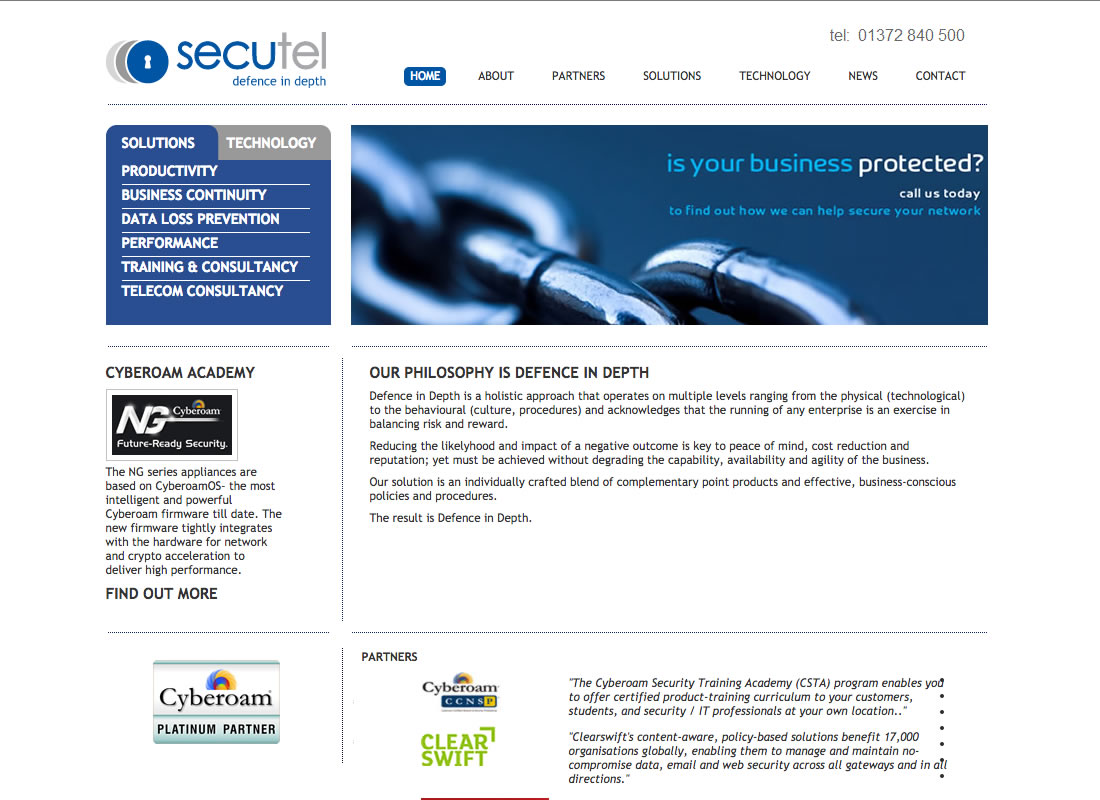 secutel
defence in depth
tel: 01372 840 500
HOME ABOUT PARTNERS SOLUTIONS TECHNOLOGY NEWS CONTACT
SOLUTIONS TECHNOLOGY
PRODUCTIVITY
BUSINESS CONTINUITY
DATA LOSS PREVENTION
PERFORMANCE
TRAINING & CONSULTANCY
TELECOM CONSULTANCY
is your business protected?
call us today
to find out how we can help secure your network
CYBEROAM ACADEMY
NG Cyberoam
Future-Ready Security.
The NG series appliances are
based on CyberoamOS- the most
intelligent and powerful
Cyberoam firmware till date. The
new firmware tightly integrates
with the hardware for network
and crypto acceleration to
deliver high performance.
FIND OUT MORE
OUR PHILOSOPHY IS DEFENCE IN DEPTH
Defence in Depth is a holistic approach that operates on multiple levels ranging from the physical (technological)
to the behavioural (culture, procedures) and acknowledges that the running of any enterprise is an exercise in
balancing risk and reward.
Reducing the likelyhood and impact of a negative outcome is key to peace of mind, cost reduction and
reputation; yet must be achieved without degrading the capability, availability and agility of the business.
Our solution is an individually crafted blend of complementary point products and effective, business-conscious
policies and procedures.
The result is Defence in Depth.
Cyberoam
PLATINUM PARTNER
PARTNERS
Cyberoam
CCNSP
"The Cyberoam Security Training Academy (CSTA) program enables you
to offer certified product-training curriculum to your customers,
students, and security / IT professionals at your own location.."
CLEAR
SWIFT
"Clearswift's content-aware, policy-based solutions benefit 17,000
organisations globally, enabling them to manage and maintain no-
compromise data, email and web security across all gateways and in all
directions."